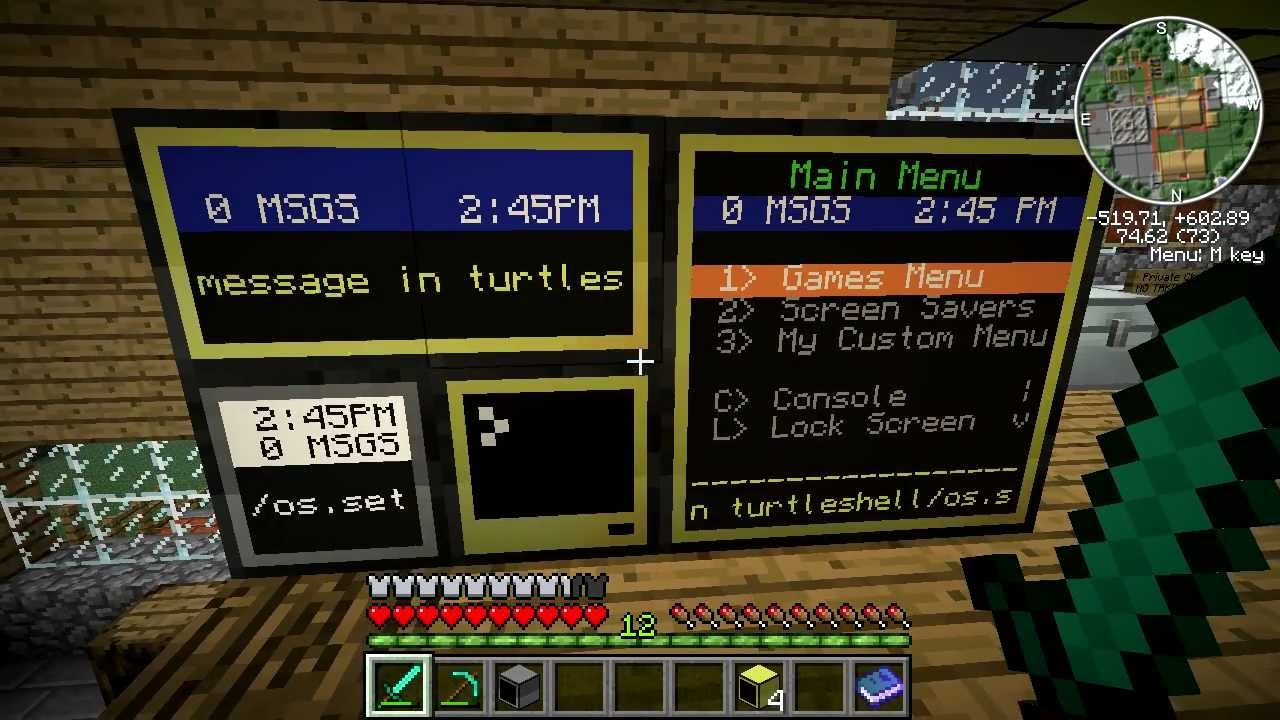 0 MSGS 2:45PM
message in turtles
2:45PM
0 MSGS
/os.set
>
Main Menu
0 MSGS 2:45 PM
1> Games Menu
2> Screen Savers
3> My Custom Menu
C> Console
L> Lock Screen v
----------------
n turtleshell/os.s
S
W
E
N
-519.71, +602.89
74.62 (73)
Menu: M key
Private
12
4